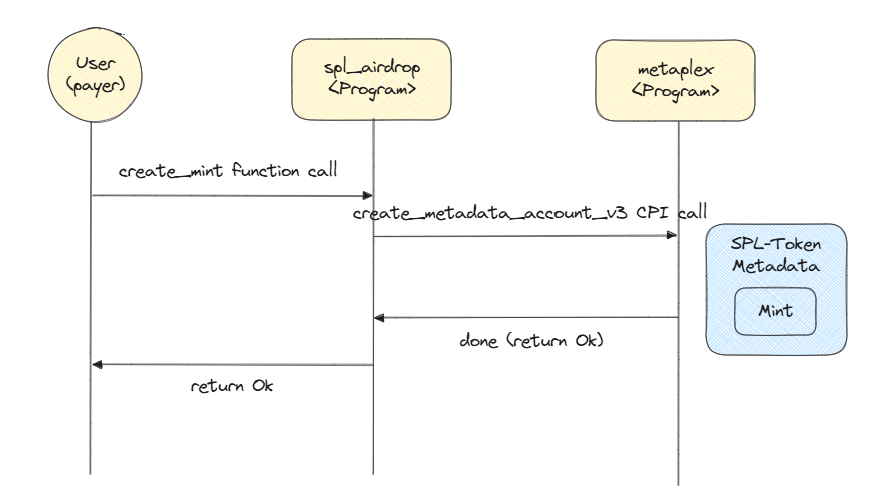 User
(payer)
spl_airdrop
<Program>
metaplex
<Program>
create_mint function call
create_metadata_account_v3 CPI call
SPL-Token
Metadata
Mint
done (return Ok)
return Ok